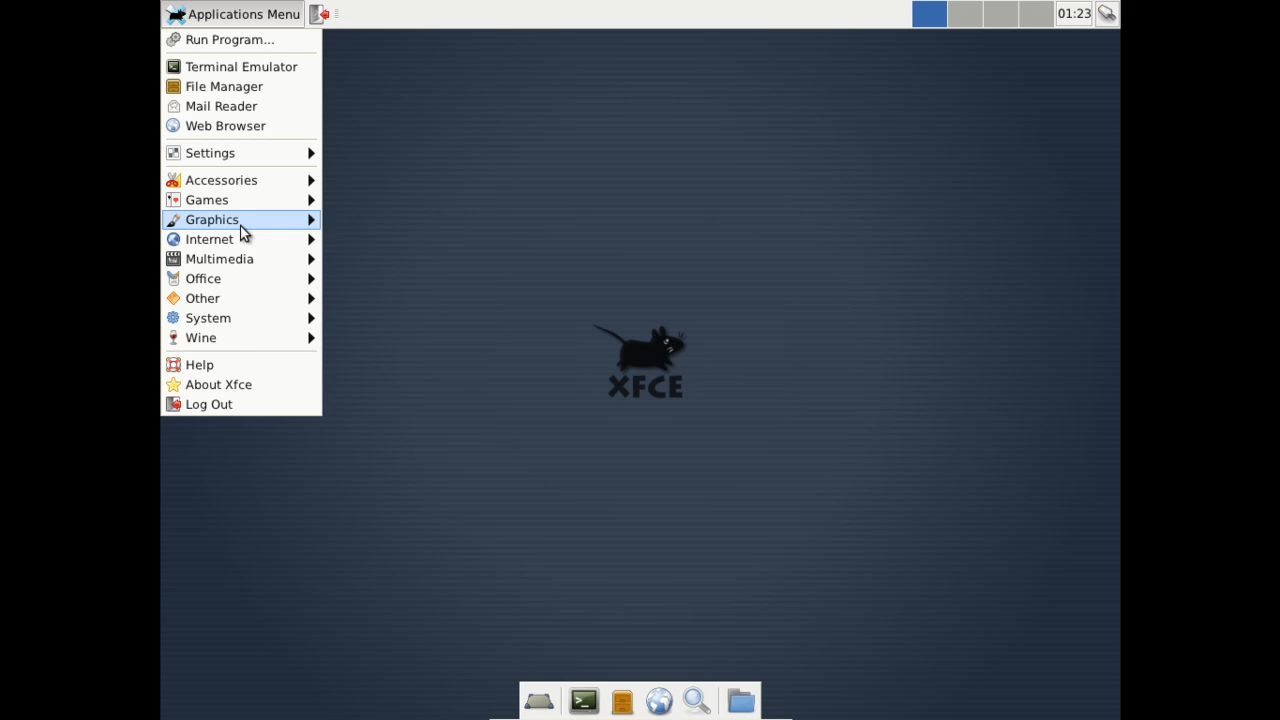 Applications Menu
01:23
Run Program...
Terminal Emulator
File Manager
Mail Reader
Web Browser
Settings
Accessories
Games
Graphics
Internet
Multimedia
Office
Other
System
Wine
Help
About Xfce
Log Out
XFCE